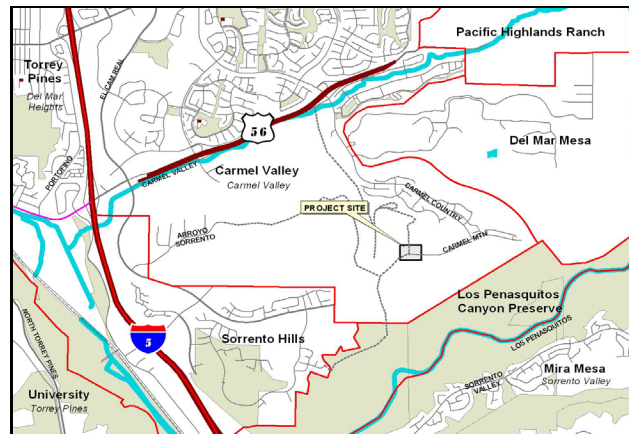 Pacific Highlands Ranch
Torrey
Pines
Del Mar
Heights
EL CAM REAL
56
Del Mar Mesa
PORTOFINO
CARMEL VALLEY
Carmel Valley
Carmel Valley
CARMEL COUNTRY
PROJECT SITE
ARROYO
SORRENTO
CARMEL MTN
Los Penasquitos
Canyon Preserve
LOS PENASQUITOS
NORTH TORREY PINES
5
Sorrento Hills
Mira Mesa
Sorrento Valley
SORRENTO
VALLEY
University
Torrey Pines